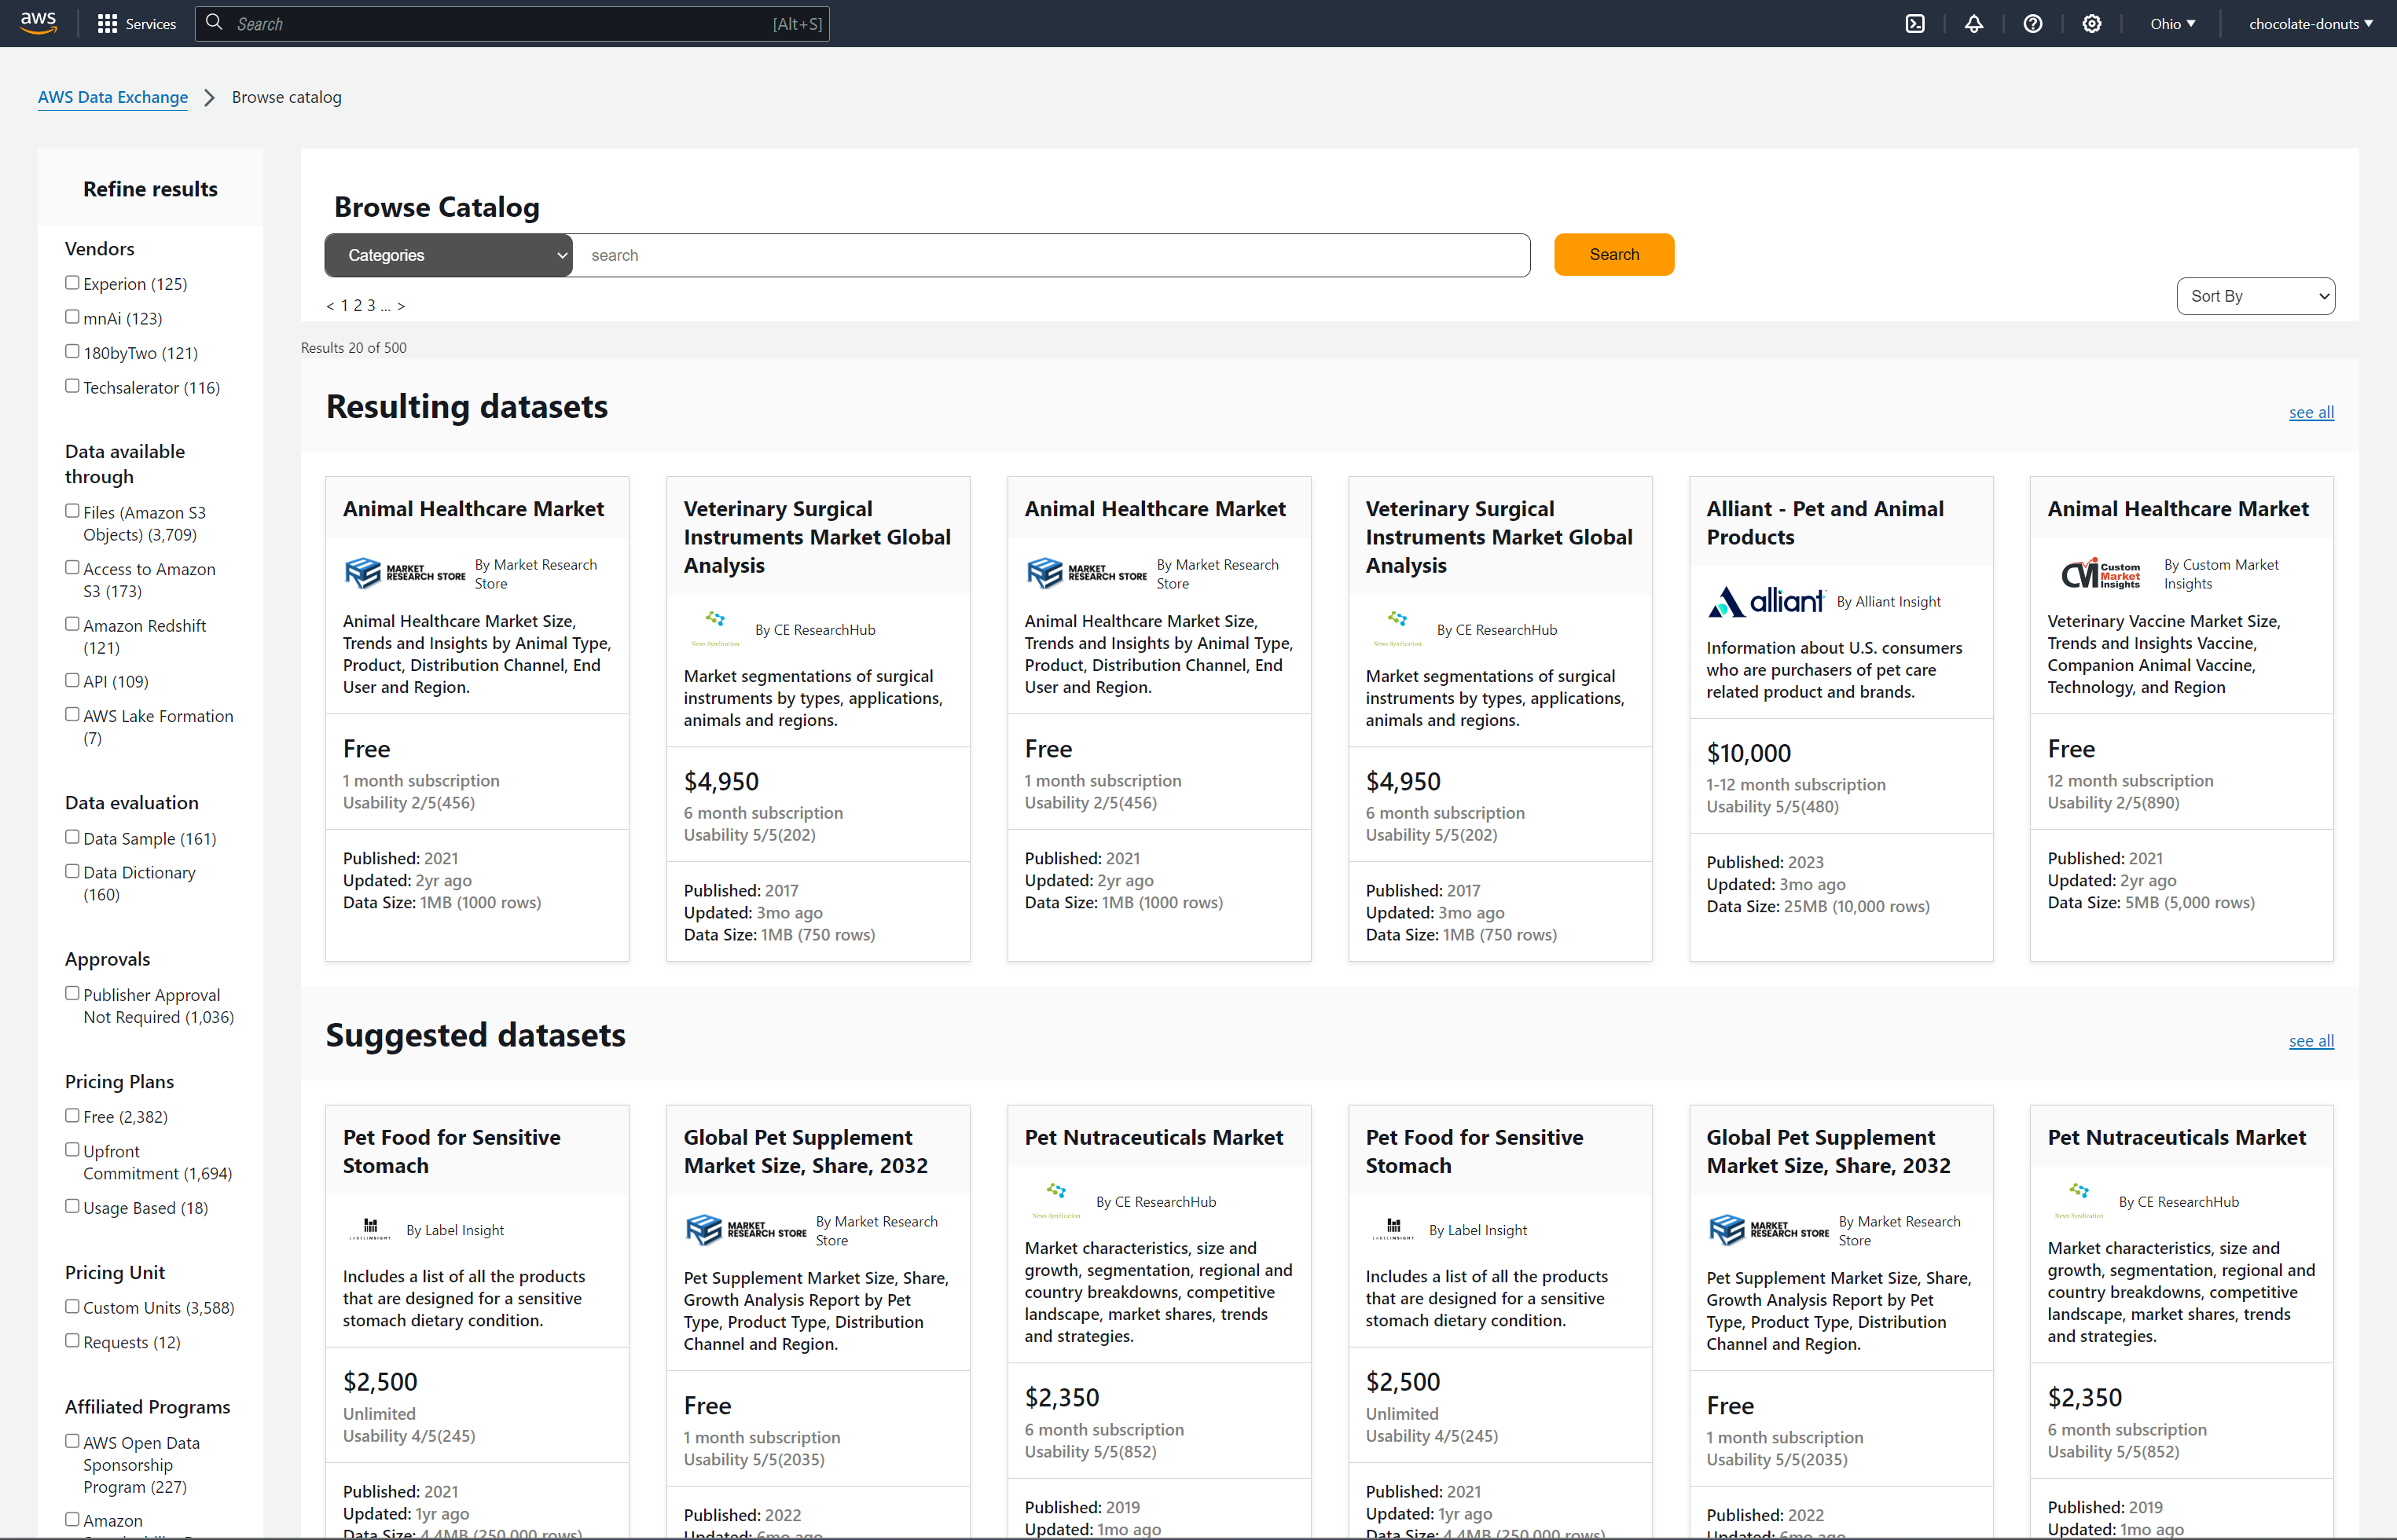 aws
Services
Search
[Alt+S]
Ohio ▼
chocolate-donuts ▼
AWS Data Exchange
Browse catalog
Refine results
Vendors
Experion (125)
mnAi (123)
180byTwo (121)
Techsalerator (116)
Data available
through
Files (Amazon S3
Objects) (3,709)
Access to Amazon
S3 (173)
Amazon Redshift
(121)
API (109)
AWS Lake Formation
(7)
Data evaluation
Data Sample (161)
Data Dictionary
(160)
Approvals
Publisher Approval
Not Required (1,036)
Pricing Plans
Free (2,382)
Upfront
Commitment (1,694)
Usage Based (18)
Pricing Unit
Custom Units (3,588)
Requests (12)
Affiliated Programs
AWS Open Data
Sponsorship
Program (227)
Amazon
Browse Catalog
Categories
search
Search
< 1 2 3 ... >
Sort By
Results 20 of 500
Resulting datasets
see all
Animal Healthcare Market
MARKET
RESEARCH STORE
By Market Research
Store
Animal Healthcare Market Size,
Trends and Insights by Animal Type,
Product, Distribution Channel, End
User and Region.
Free
1 month subscription
Usability 2/5(456)
Published: 2021
Updated: 2yr ago
Data Size: 1MB (1000 rows)
Veterinary Surgical
Instruments Market Global
Analysis
News Syndication
By CE ResearchHub
Market segmentations of surgical
instruments by types, applications,
animals and regions.
$4,950
6 month subscription
Usability 5/5(202)
Published: 2017
Updated: 3mo ago
Data Size: 1MB (750 rows)
Animal Healthcare Market
MARKET
RESEARCH STORE
By Market Research
Store
Animal Healthcare Market Size,
Trends and Insights by Animal Type,
Product, Distribution Channel, End
User and Region.
Free
1 month subscription
Usability 2/5(456)
Published: 2021
Updated: 2yr ago
Data Size: 1MB (1000 rows)
Veterinary Surgical
Instruments Market Global
Analysis
News Syndication
By CE ResearchHub
Market segmentations of surgical
instruments by types, applications,
animals and regions.
$4,950
6 month subscription
Usability 5/5(202)
Published: 2017
Updated: 3mo ago
Data Size: 1MB (750 rows)
Alliant - Pet and Animal
Products
alliant
By Alliant Insight
Information about U.S. consumers
who are purchasers of pet care
related product and brands.
$10,000
1-12 month subscription
Usability 5/5(480)
Published: 2023
Updated: 3mo ago
Data Size: 25MB (10,000 rows)
Animal Healthcare Market
CMi Custom
Market
Insights
By Custom Market
Insights
Veterinary Vaccine Market Size,
Trends and Insights Vaccine,
Companion Animal Vaccine,
Technology, and Region
Free
12 month subscription
Usability 2/5(890)
Published: 2021
Updated: 2yr ago
Data Size: 5MB (5,000 rows)
Suggested datasets
see all
Pet Food for Sensitive
Stomach
LABELINSIGHT
By Label Insight
Includes a list of all the products
that are designed for a sensitive
stomach dietary condition.
$2,500
Unlimited
Usability 4/5(245)
Published: 2021
Updated: 1yr ago
Data Size: 4.4MB (250,000 rows)
Global Pet Supplement
Market Size, Share, 2032
MARKET
RESEARCH STORE
By Market Research
Store
Pet Supplement Market Size, Share,
Growth Analysis Report by Pet
Type, Product Type, Distribution
Channel and Region.
Free
1 month subscription
Usability 5/5(2035)
Published: 2022
Updated: 6mo ago
Pet Nutraceuticals Market
News Syndication
By CE ResearchHub
Market characteristics, size and
growth, segmentation, regional and
country breakdowns, competitive
landscape, market shares, trends
and strategies.
$2,350
6 month subscription
Usability 5/5(852)
Published: 2019
Updated: 1mo ago
Pet Food for Sensitive
Stomach
LABELINSIGHT
By Label Insight
Includes a list of all the products
that are designed for a sensitive
stomach dietary condition.
$2,500
Unlimited
Usability 4/5(245)
Published: 2021
Updated: 1yr ago
Data Size: 4.4MB (250,000 rows)
Global Pet Supplement
Market Size, Share, 2032
MARKET
RESEARCH STORE
By Market Research
Store
Pet Supplement Market Size, Share,
Growth Analysis Report by Pet
Type, Product Type, Distribution
Channel and Region.
Free
1 month subscription
Usability 5/5(2035)
Published: 2022
Updated: 6mo ago
Pet Nutraceuticals Market
News Syndication
By CE ResearchHub
Market characteristics, size and
growth, segmentation, regional and
country breakdowns, competitive
landscape, market shares, trends
and strategies.
$2,350
6 month subscription
Usability 5/5(852)
Published: 2019
Updated: 1mo ago